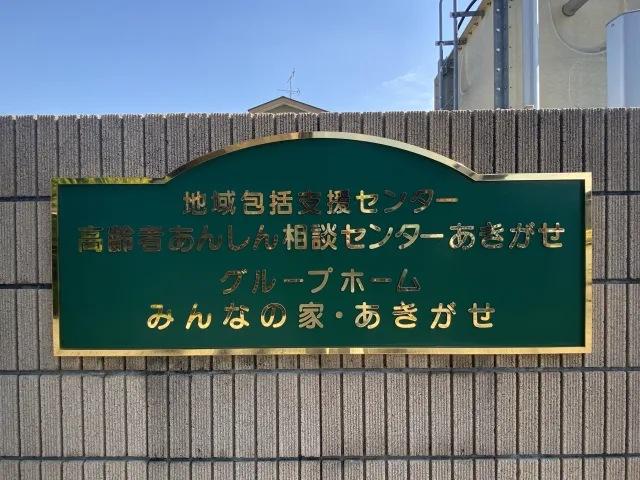 地域包括支援センター
高齢者あんしん相談センターあきがせ
グループホーム
みんなの家・あきがせ